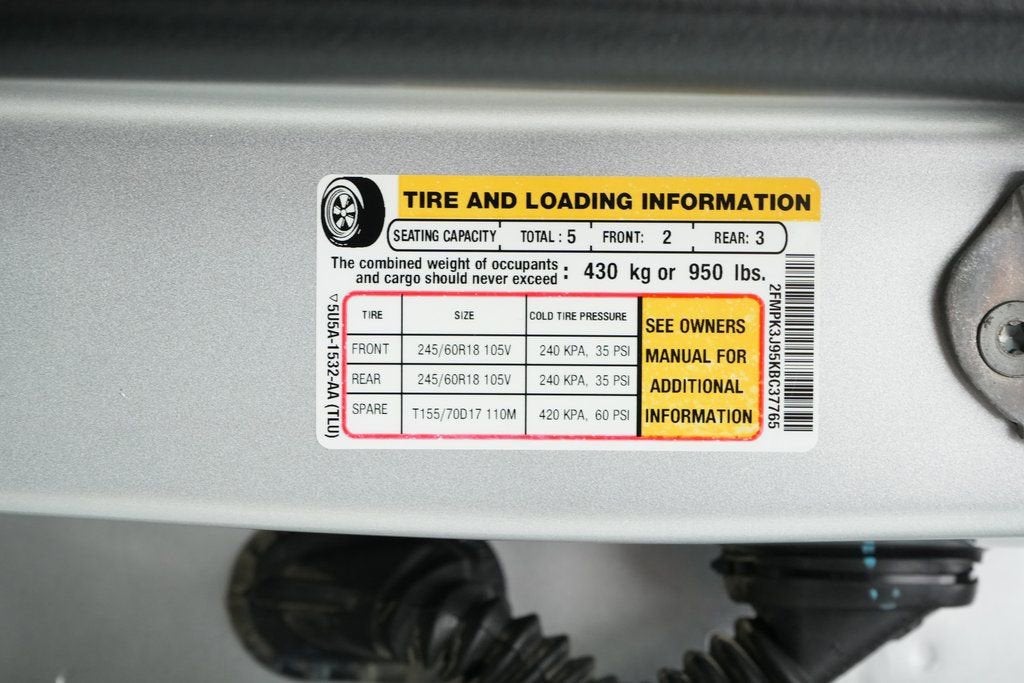 TIRE AND LOADING INFORMATION
SEATING CAPACITY TOTAL : 5 FRONT: 2 REAR: 3
The combined weight of occupants
and cargo should never exceed : 430 kg or 950 lbs.
TIRE SIZE COLD TIRE PRESSURE
FRONT 245/60R18 105V 240 KPA, 35 PSI
REAR 245/60R18 105V 240 KPA, 35 PSI
SPARE T155/70D17 110M 420 KPA, 60 PSI
SEE OWNERS
MANUAL FOR
ADDITIONAL
INFORMATION
▽5U5A-1532-AA (TLU)
2FMPK3J95KBC37765